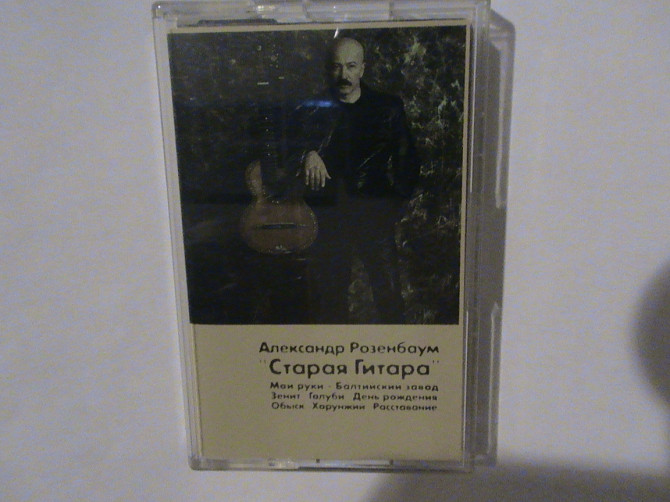 Александр Розенбаум
"Старая Гитара"
Мои руки - Балтийский завод
Зенит Голуби День рождения
Обыск Хорунжий Расставание